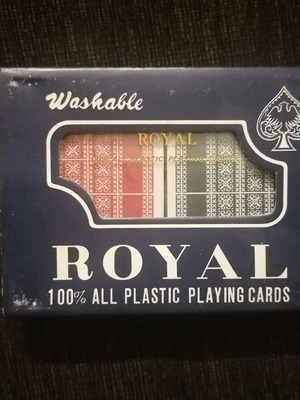 Washable
ROYAL
ROYAL
100% ALL PLASTIC PLAYING CARDS